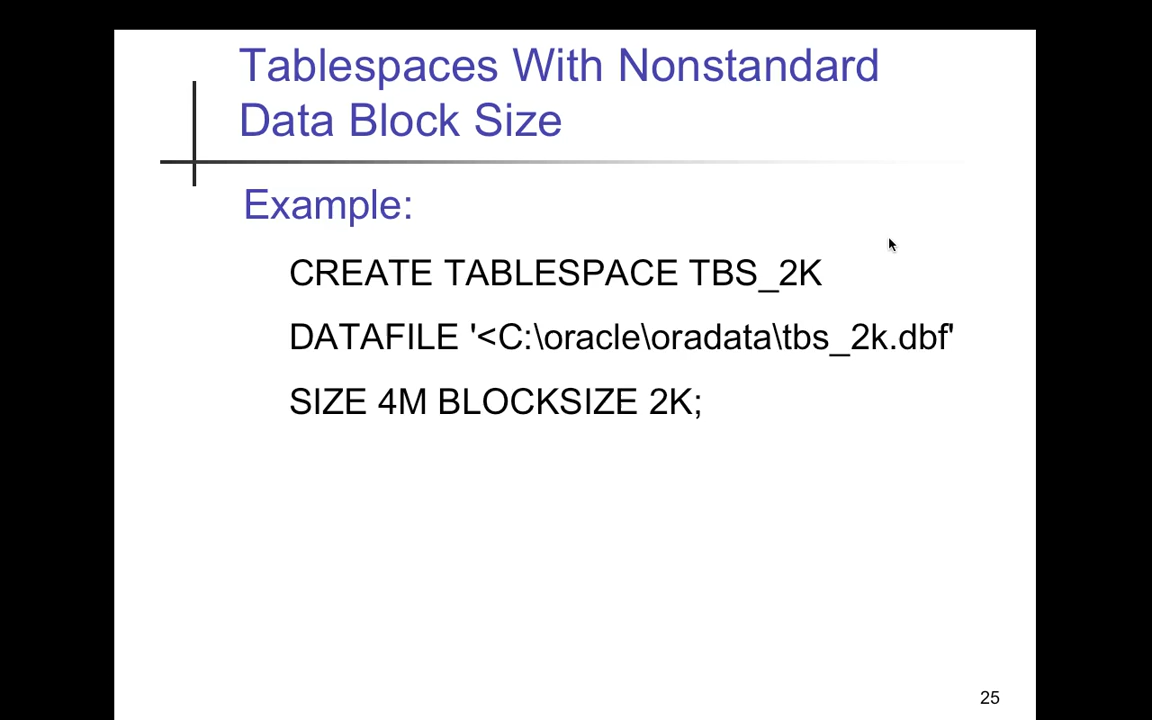 Tablespaces With Nonstandard
Data Block Size
Example:
CREATE TABLESPACE TBS_2K
DATAFILE '<C:\oracle\oradata\tbs_2k.dbf'
SIZE 4M BLOCKSIZE 2K;
25